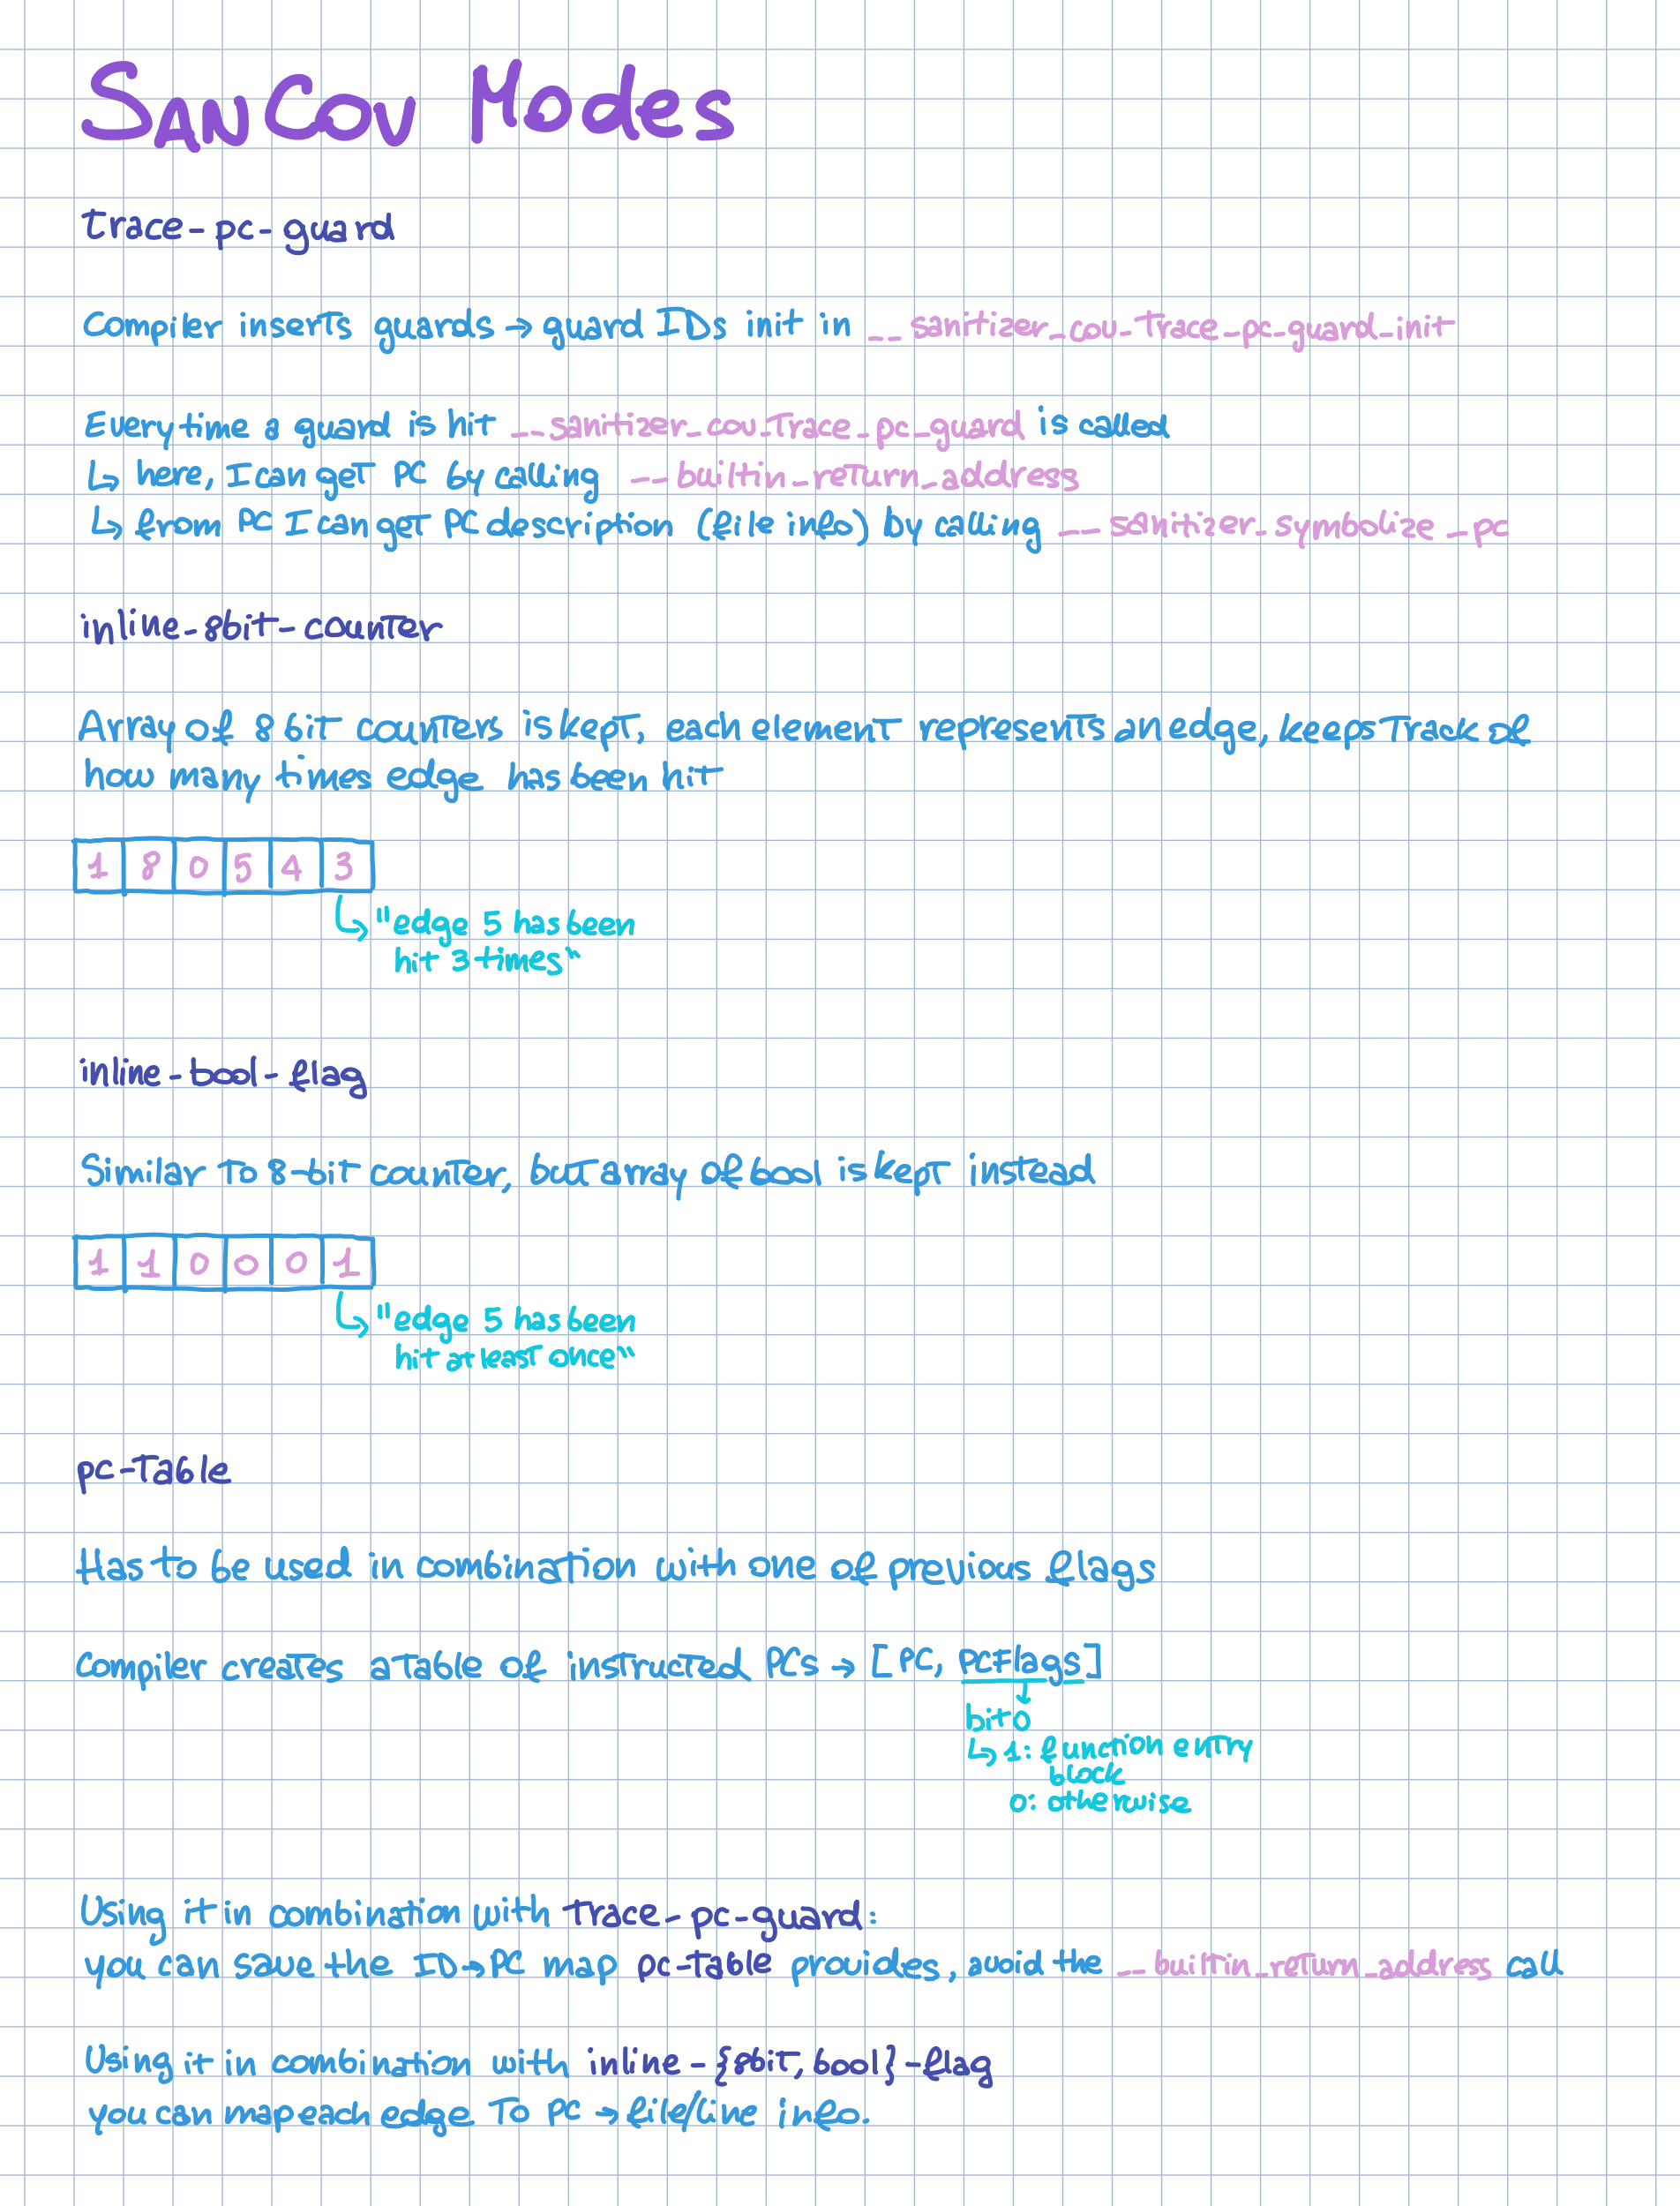 SANCOV Modes
trace-pc-guard
Compiler inserts guards → guard IDs init in __sanitizer_cov_trace_pc_guard_init
Every time a guard is hit __sanitizer_cov_trace_pc_guard is called
↳ here, I can get PC by calling __builtin_return_address
↳ from PC I can get PC description (file info) by calling __sanitizer_symbolize_pc
inline-8bit-counter
Array of 8 bit counters is kept, each element represents an edge, keeps track of
how many times edge has been hit
1 8 0 5 4 3
↳ "edge 5 has been
hit 3 times"
inline-bool-flag
Similar to 8-bit counter, but array of bool is kept instead
1 1 0 0 0 1
↳ "edge 5 has been
hit at least once"
pc-table
Has to be used in combination with one of previous flags
Compiler creates a table of instructed PCs → [PC, PCFlags]
↓
bit 0
↳ 1: function entry
block
0: otherwise
Using it in combination with trace-pc-guard:
you can save the ID→PC map pc-table provides, avoid the __builtin_return_address call
Using it in combination with inline-{8bit, bool}-flag
you can map each edge to PC → file/line info.